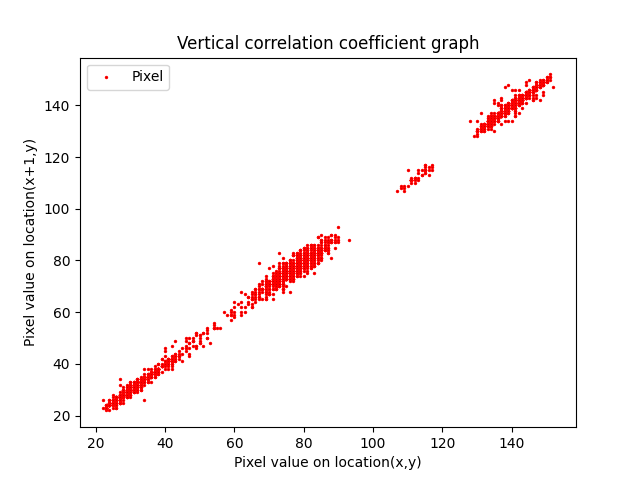 Vertical correlation coefficient graph
Pixel
Pixel value on location(x+1,y)
140
120
100
80
60
40
20
20 40 60 80 100 120 140
Pixel value on location(x,y)